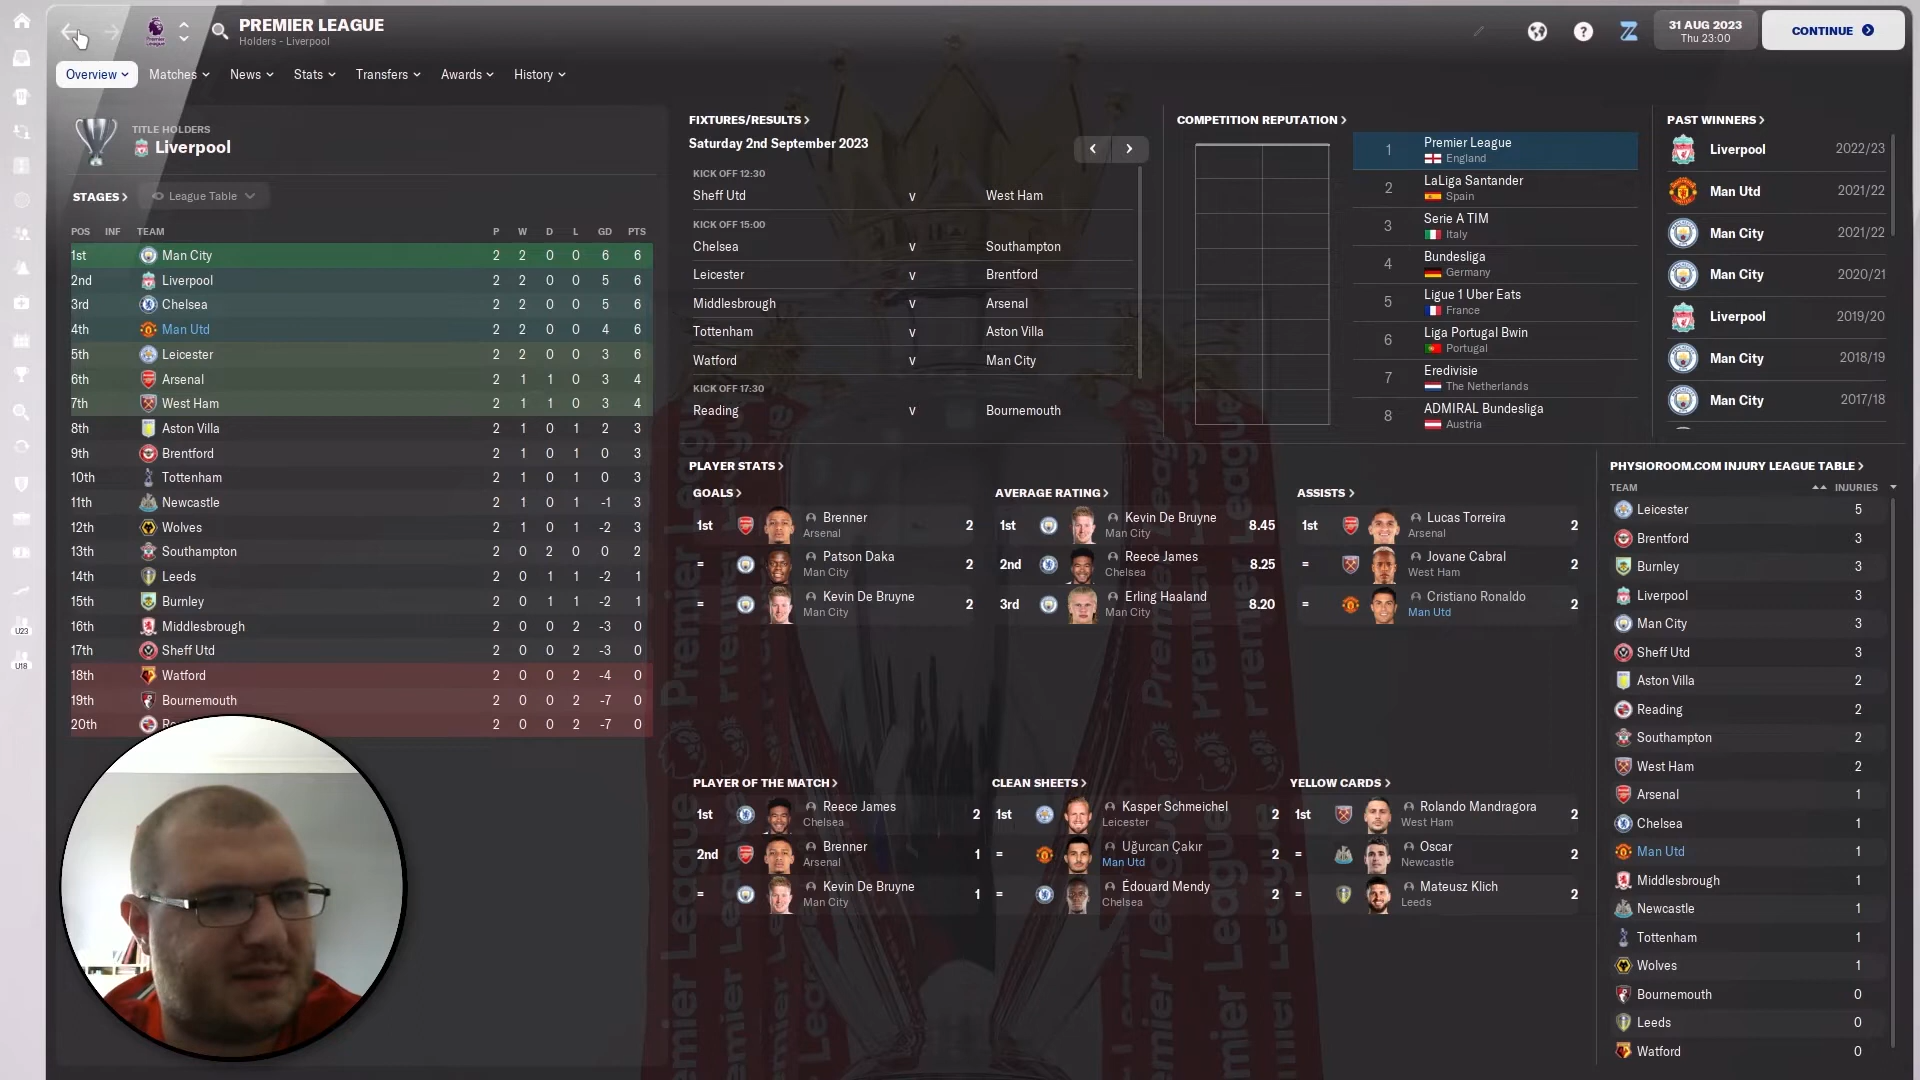 PREMIER LEAGUE
Holders - Liverpool
31 AUG 2023
Thu 23:00
CONTINUE
Overview
Matches
News
Stats
Transfers
Awards
History
TITLE HOLDERS
Liverpool
STAGES
League Table
POS INF TEAM P W D L GD PTS
1st Man City 2 2 0 0 6 6
2nd Liverpool 2 2 0 0 5 6
3rd Chelsea 2 2 0 0 5 6
4th Man Utd 2 2 0 0 4 6
5th Leicester 2 2 0 0 3 6
6th Arsenal 2 1 1 0 3 4
7th West Ham 2 1 1 0 3 4
8th Aston Villa 2 1 0 1 2 3
9th Brentford 2 1 0 1 0 3
10th Tottenham 2 1 0 1 0 3
11th Newcastle 2 1 0 1 -1 3
12th Wolves 2 1 0 1 -2 3
13th Southampton 2 0 2 0 0 2
14th Leeds 2 0 1 1 -2 1
15th Burnley 2 0 1 1 -2 1
16th Middlesbrough 2 0 0 2 -3 0
17th Sheff Utd 2 0 0 2 -3 0
18th Watford 2 0 0 2 -4 0
19th Bournemouth 2 0 0 2 -7 0
20th 2 0 0 2 -7 0
U23
U18
FIXTURES/RESULTS
Saturday 2nd September 2023
KICK OFF 12:30
Sheff Utd v West Ham
KICK OFF 15:00
Chelsea v Southampton
Leicester v Brentford
Middlesbrough v Arsenal
Tottenham v Aston Villa
Watford v Man City
KICK OFF 17:30
Reading v Bournemouth
COMPETITION REPUTATION
1 Premier League
England
2 LaLiga Santander
Spain
3 Serie A TIM
Italy
4 Bundesliga
Germany
5 Ligue 1 Uber Eats
France
6 Liga Portugal Bwin
Portugal
7 Eredivisie
The Netherlands
8 ADMIRAL Bundesliga
Austria
PAST WINNERS
Liverpool 2022/23
Man Utd 2021/22
Man City 2021/22
Man City 2020/21
Liverpool 2019/20
Man City 2018/19
Man City 2017/18
PLAYER STATS
GOALS
1st Brenner 2
Arsenal
= Patson Daka 2
Man City
= Kevin De Bruyne 2
Man City
AVERAGE RATING
1st Kevin De Bruyne 8.45
Man City
2nd Reece James 8.25
Chelsea
3rd Erling Haaland 8.20
Man City
ASSISTS
1st Lucas Torreira 2
Arsenal
= Jovane Cabral 2
West Ham
= Cristiano Ronaldo 2
Man Utd
PLAYER OF THE MATCH
1st Reece James 2
Chelsea
2nd Brenner 1
Arsenal
= Kevin De Bruyne 1
Man City
CLEAN SHEETS
1st Kasper Schmeichel 2
Leicester
= Uğurcan Çakır 2
Man Utd
= Édouard Mendy 2
Chelsea
YELLOW CARDS
1st Rolando Mandragora 2
West Ham
= Oscar 2
Newcastle
= Mateusz Klich 2
Leeds
PHYSIOROOM.COM INJURY LEAGUE TABLE
TEAM INJURIES
Leicester 5
Brentford 3
Burnley 3
Liverpool 3
Man City 3
Sheff Utd 3
Aston Villa 2
Reading 2
Southampton 2
West Ham 2
Arsenal 1
Chelsea 1
Man Utd 1
Middlesbrough 1
Newcastle 1
Tottenham 1
Wolves 1
Bournemouth 0
Leeds 0
Watford 0